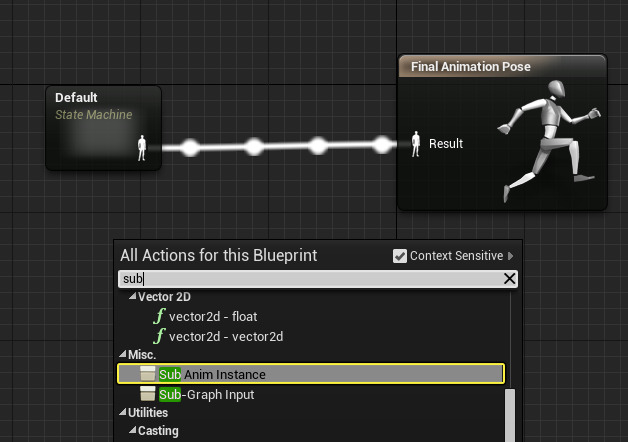 Default
State Machine
Final Animation Pose
Result
All Actions for this Blueprint
Context Sensitive
sub
Vector 2D
f vector2d - float
f vector2d - vector2d
Misc.
Sub Anim Instance
Sub-Graph Input
Utilities
Casting